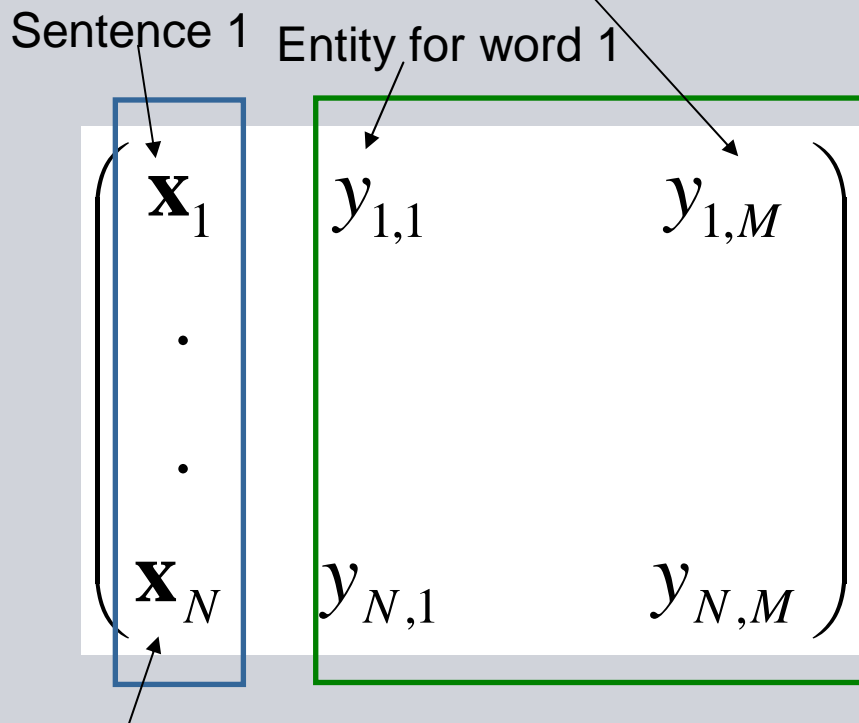 Sentence 1 Entity for word 1
𝐱₁ y₁,₁ y₁,M
.
.
𝐱N yN,₁ yN,M